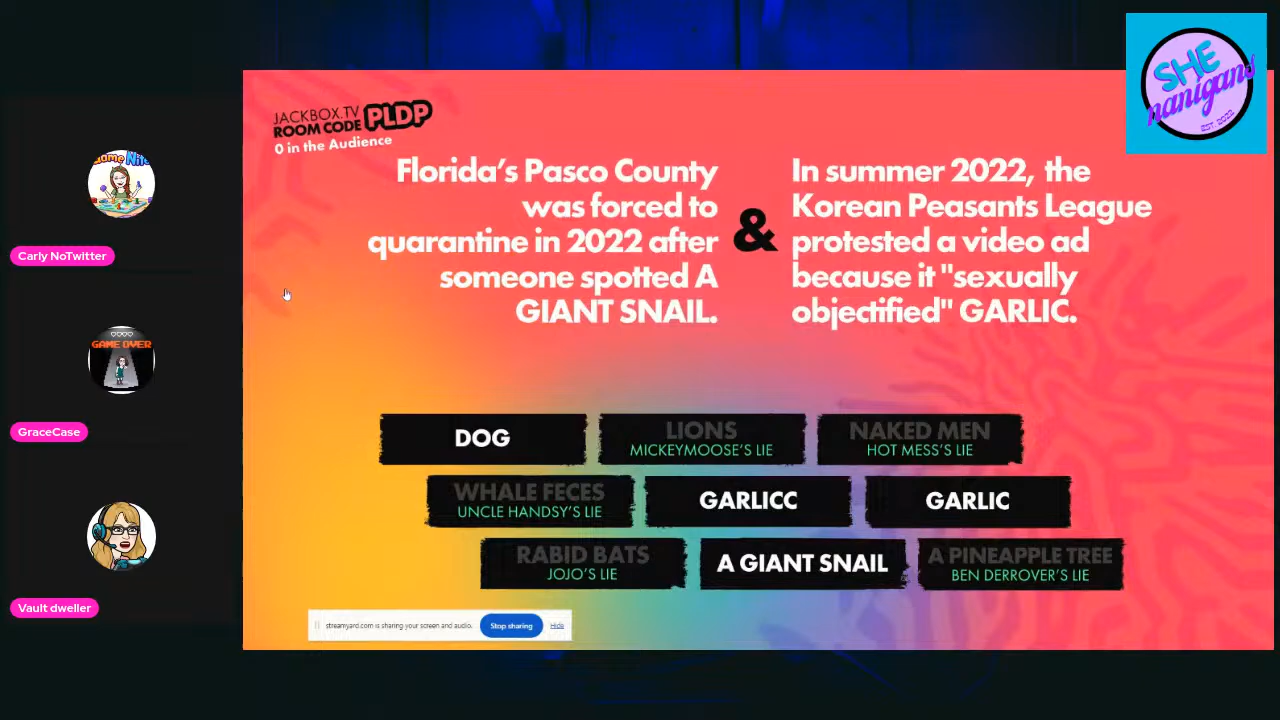 SHE
nanigans
EST. 2022
JACKBOX.TV
ROOM CODE PLDP
0 in the Audience
Florida's Pasco County
was forced to
quarantine in 2022 after
someone spotted A
GIANT SNAIL.
&
In summer 2022, the
Korean Peasants League
protested a video ad
because it "sexually
objectified" GARLIC.
Game Nite
Carly NoTwitter
GAME OVER
GraceCase
Vault dweller
DOG
LIONS
MICKEYMOOSE'S LIE
NAKED MEN
HOT MESS'S LIE
WHALE FECES
UNCLE HANDSY'S LIE
GARLICC
GARLIC
RABID BATS
JOJO'S LIE
A GIANT SNAIL
A PINEAPPLE TREE
BEN DERROVER'S LIE
streamyard.com is sharing your screen and audio.
Stop sharing
Hide